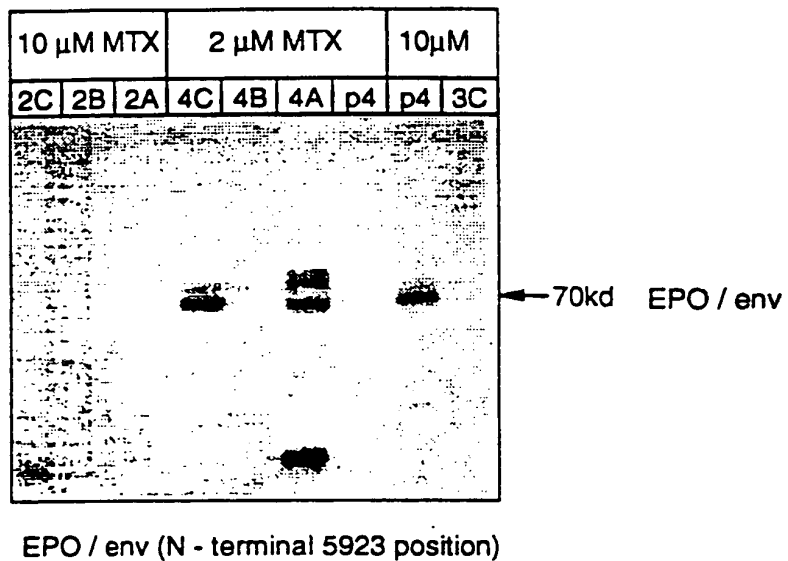 10 µM MTX 2 µM MTX 10µM
2C 2B 2A 4C 4B 4A p4 p4 3C
70kd EPO / env
EPO / env (N - terminal 5923 position)